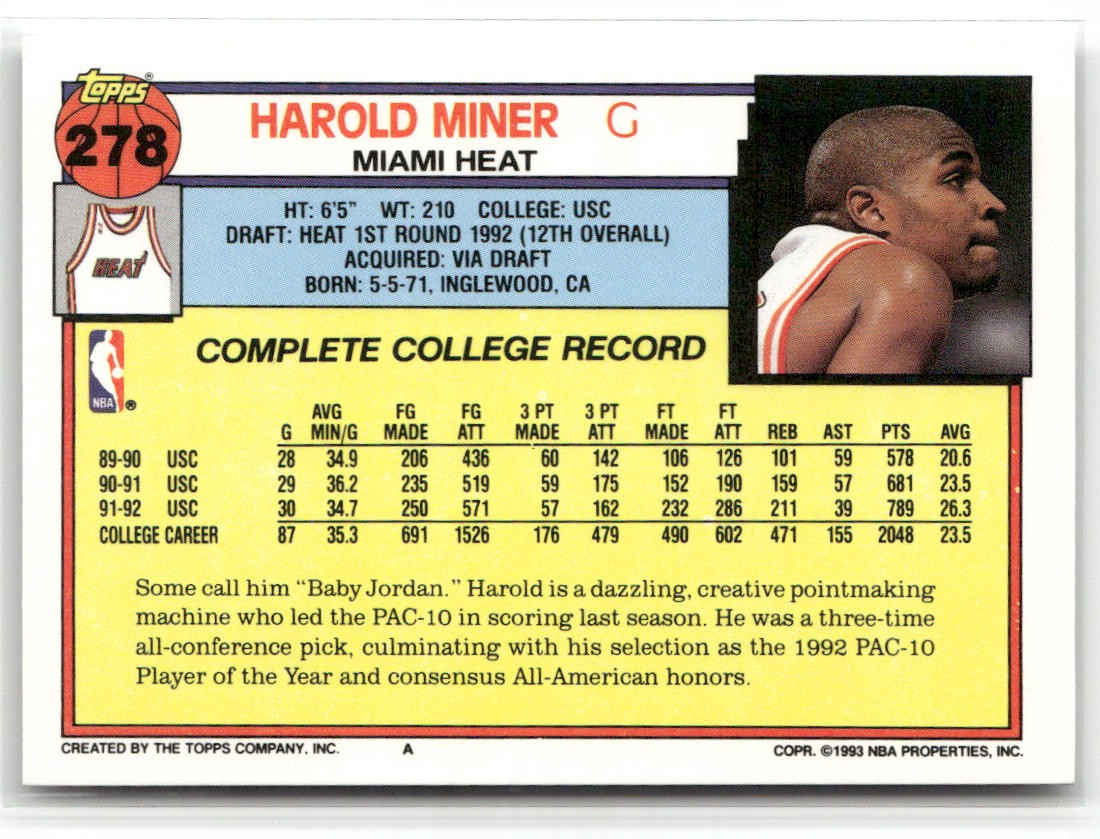 TOPPS®
278
HAROLD MINER G
MIAMI HEAT
HEAT
HT: 6'5" WT: 210 COLLEGE: USC
DRAFT: HEAT 1ST ROUND 1992 (12TH OVERALL)
ACQUIRED: VIA DRAFT
BORN: 5-5-71, INGLEWOOD, CA
NBA ®
COMPLETE COLLEGE RECORD
AVG FG FG 3 PT 3 PT FT FT
G MIN/G MADE ATT MADE ATT MADE ATT REB AST PTS AVG
89-90 USC 28 34.9 206 436 60 142 106 126 101 59 578 20.6
90-91 USC 29 36.2 235 519 59 175 152 190 159 57 681 23.5
91-92 USC 30 34.7 250 571 57 162 232 286 211 39 789 26.3
COLLEGE CAREER 87 35.3 691 1526 176 479 490 602 471 155 2048 23.5
Some call him “Baby Jordan.” Harold is a dazzling, creative pointmaking
machine who led the PAC-10 in scoring last season. He was a three-time
all-conference pick, culminating with his selection as the 1992 PAC-10
Player of the Year and consensus All-American honors.
CREATED BY THE TOPPS COMPANY, INC. A COPR. ©1993 NBA PROPERTIES, INC.